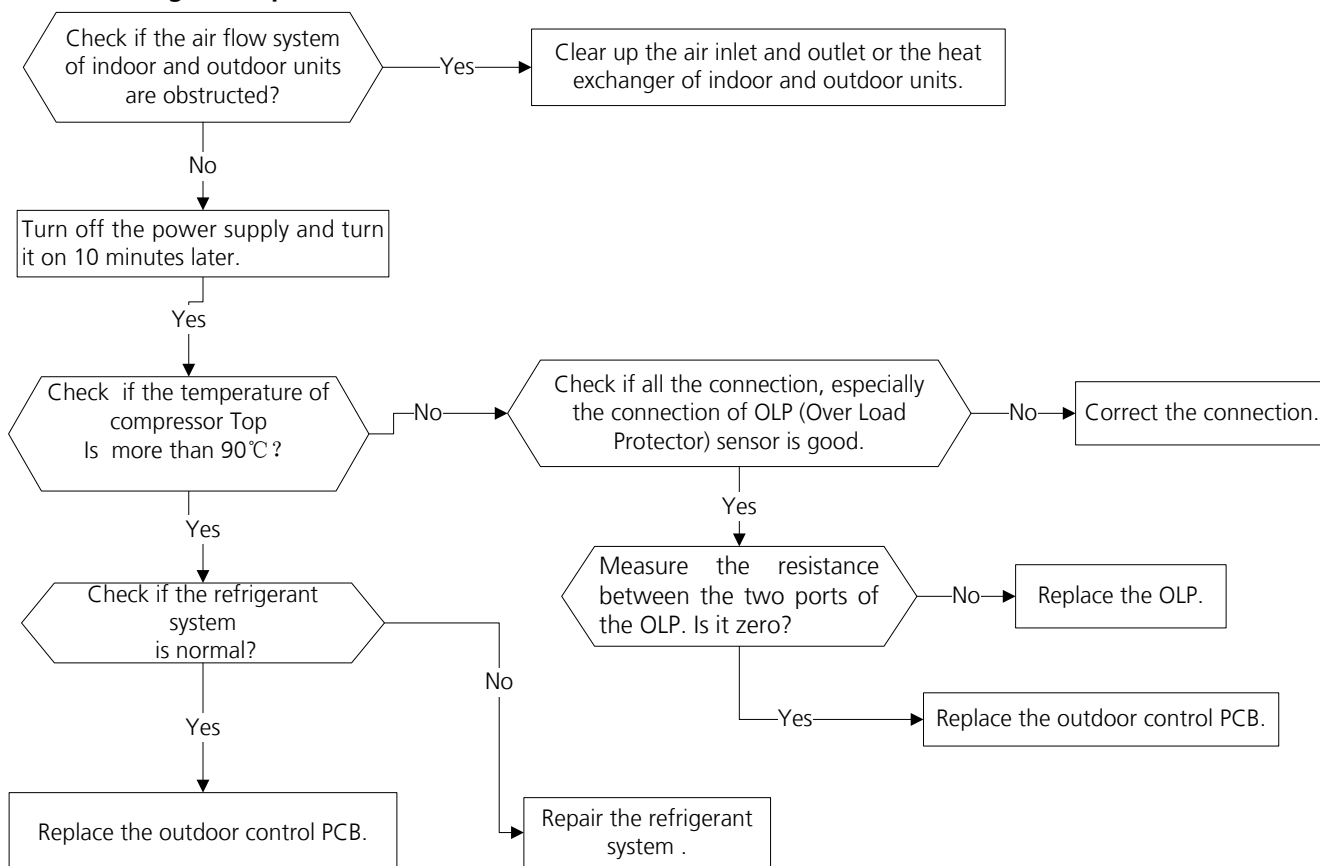 Check if the air flow system
of indoor and outdoor units
are obstructed?
Yes
Clear up the air inlet and outlet or the heat
exchanger of indoor and outdoor units.
No
Turn off the power supply and turn
it on 10 minutes later.
Yes
Check if the temperature of
compressor Top
Is more than 90℃?
No
Check if all the connection, especially
the connection of OLP (Over Load
Protector) sensor is good.
No
Correct the connection.
Yes
Yes
Measure the resistance
between the two ports of
the OLP. Is it zero?
No
Replace the OLP.
Check if the refrigerant
system
is normal?
No
Yes
Yes
Replace the outdoor control PCB.
Replace the outdoor control PCB.
Repair the refrigerant
system .